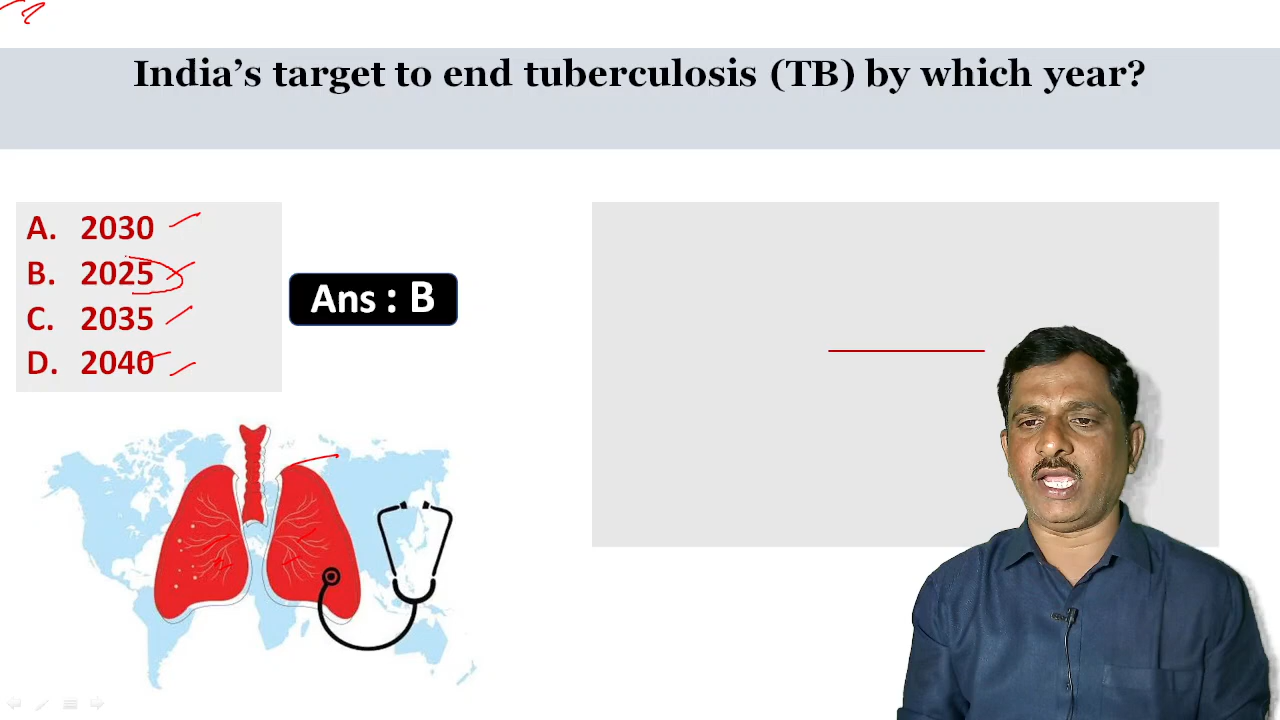 India’s target to end tuberculosis (TB) by which year?
A. 2030
B. 2025
C. 2035
D. 2040
Ans : B